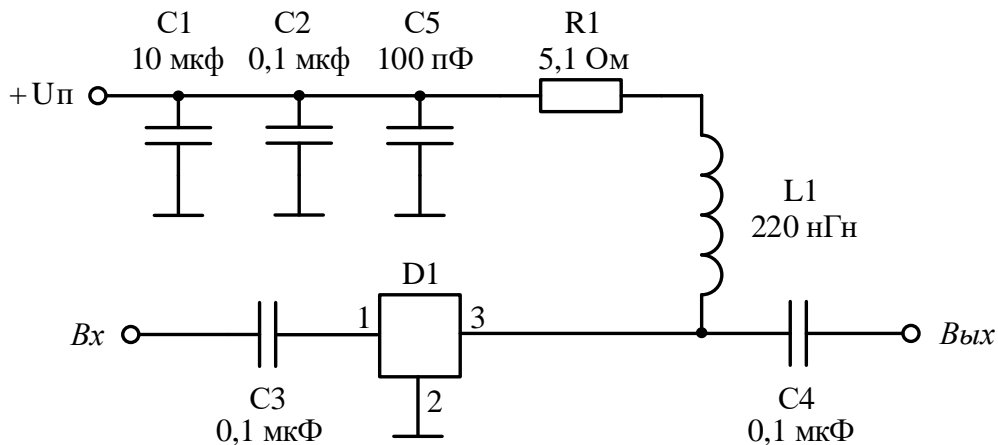 C1 C2 C5 R1
10 мкф 0,1 мкф 100 пФ 5,1 Ом
+Uп
L1
220 нГн
D1
Вх 1 3 Вых
2
C3 C4
0,1 мкФ 0,1 мкФ